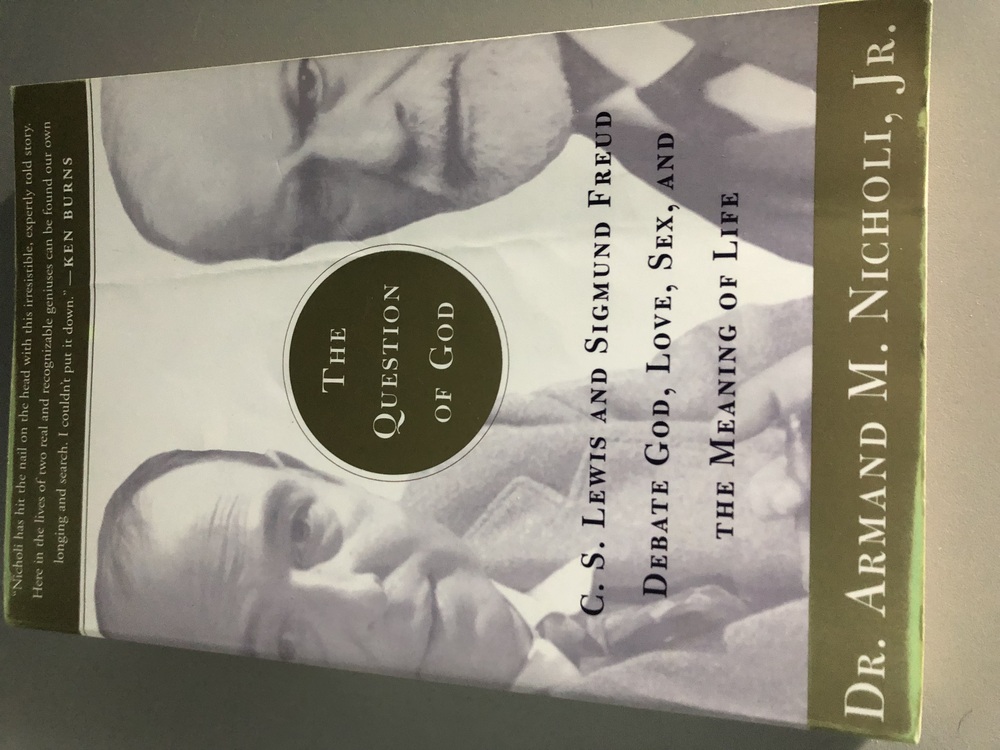 "Nicholi has hit the nail on the head with this irresistible, expertly told story.
Here in the lives of two real and recognizable geniuses can be found our own
longing and search. I couldn't put it down." —KEN BURNS
THE
QUESTION
OF GOD
C. S. LEWIS AND SIGMUND FREUD
DEBATE GOD, LOVE, SEX, AND
THE MEANING OF LIFE
DR. ARMAND M. NICHOLI, JR.